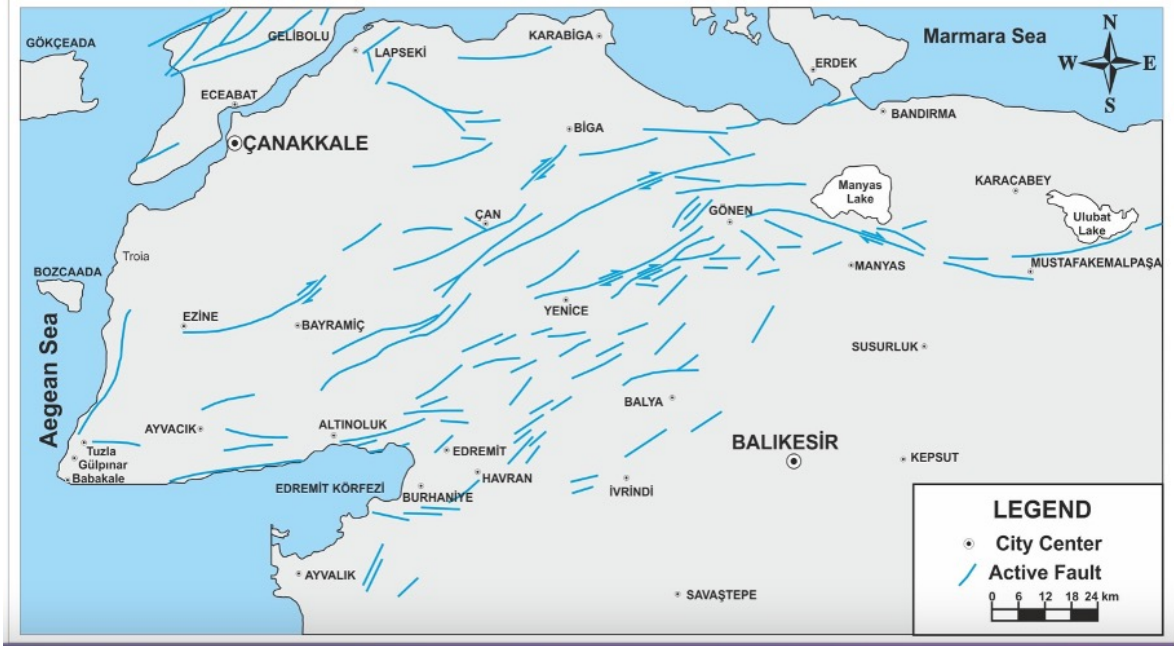 GÖKÇEADA
GELİBOLU
LAPSEKİ
KARABİGA
ERDEK
Marmara Sea
N
W
E
S
ECEABAT
ÇANAKKALE
BİGA
BANDIRMA
Manyas
Lake
KARACABEY
Ulubat
Lake
ÇAN
GÖNEN
Troia
BOZCAADA
MANYAS
MUSTAFAKEMALPAŞA
EZİNE
BAYRAMİÇ
YENİCE
SUSURLUK
Aegean Sea
BALYA
AYVACIK
ALTINOLUK
BALIKESİR
Tuzla
Gülpınar
Babakale
EDREMİT
HAVRAN
KEPSUT
EDREMİT KÖRFEZİ
BURHANİYE
İVRİNDİ
AYVALIK
SAVAŞTEPE
LEGEND
City Center
Active Fault
0 6 12 18 24 km